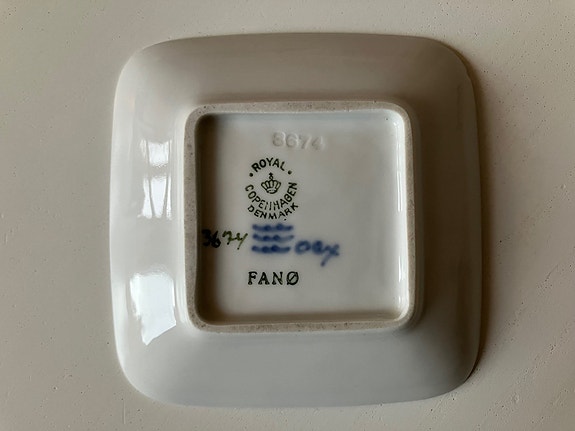 3674
ROYAL
COPENHAGEN
DENMARK
3674
FANØ